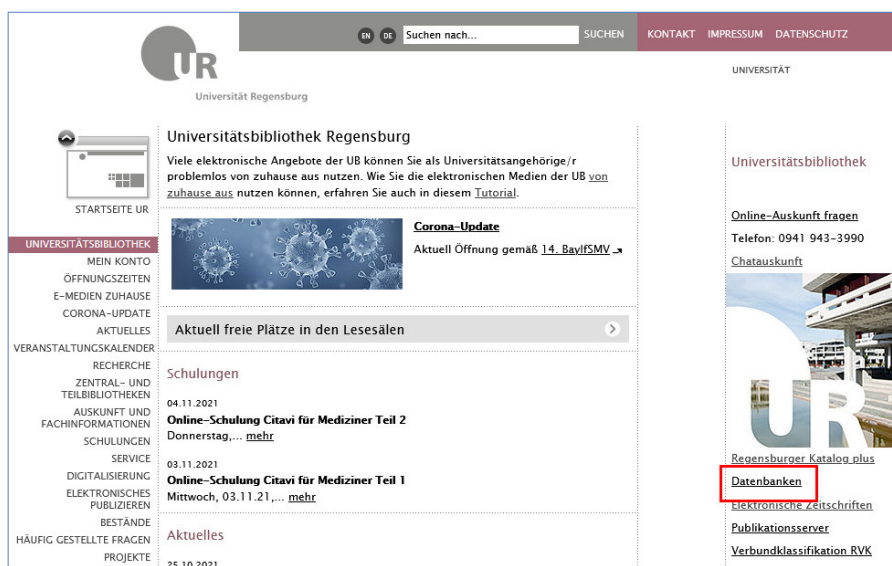 EN DE Suchen nach... SUCHEN
KONTAKT IMPRESSUM DATENSCHUTZ
UR
Universität Regensburg
UNIVERSITÄT
STARTSEITE UR
UNIVERSITÄTSBIBLIOTHEK
MEIN KONTO
ÖFFNUNGSZEITEN
E-MEDIEN ZUHAUSE
CORONA-UPDATE
AKTUELLES
VERANSTALTUNGSKALENDER
RECHERCHE
ZENTRAL- UND
TEILBIBLIOTHEKEN
AUSKUNFT UND
FACHINFORMATIONEN
SCHULUNGEN
SERVICE
DIGITALISIERUNG
ELEKTRONISCHES
PUBLIZIEREN
BESTÄNDE
HÄUFIG GESTELLTE FRAGEN
PROJEKTE
Universitätsbibliothek Regensburg
Viele elektronische Angebote der UB können Sie als Universitätsangehörige/r
problemlos von zuhause aus nutzen. Wie Sie die elektronischen Medien der UB von
zuhause aus nutzen können, erfahren Sie auch in diesem Tutorial.
Corona-Update
Aktuell Öffnung gemäß 14. BayIfSMV
Aktuell freie Plätze in den Lesesälen
Schulungen
04.11.2021
Online-Schulung Citavi für Mediziner Teil 2
Donnerstag,... mehr
03.11.2021
Online-Schulung Citavi für Mediziner Teil 1
Mittwoch, 03.11.21,... mehr
Aktuelles
25.10.2021
Universitätsbibliothek
Online-Auskunft fragen
Telefon: 0941 943-3990
Chatauskunft
UR
Regensburger Katalog plus
Datenbanken
Elektronische Zeitschriften
Publikationsserver
Verbundklassifikation RVK